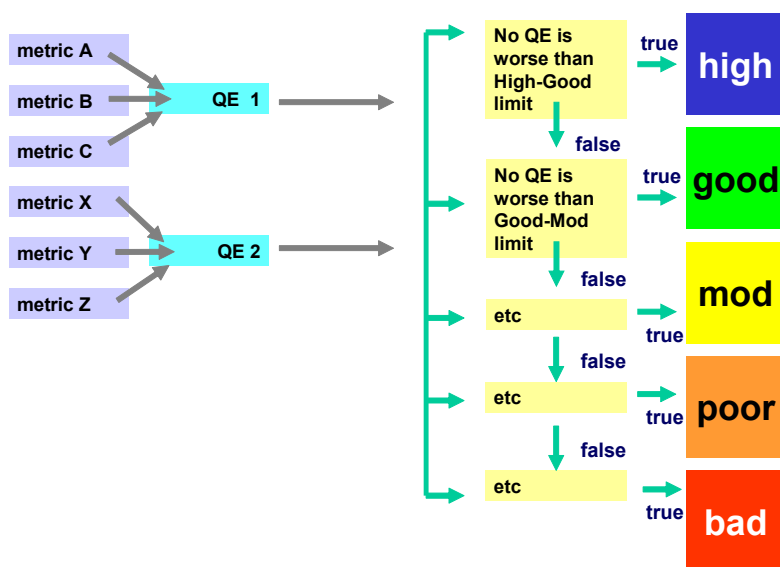 metric A
metric B
metric C
metric X
metric Y
metric Z
QE 1
QE 2
No QE is
worse than
High-Good
limit
true
high
false
No QE is
worse than
Good-Mod
limit
true
good
false
etc
true
mod
false
etc
true
poor
false
etc
true
bad